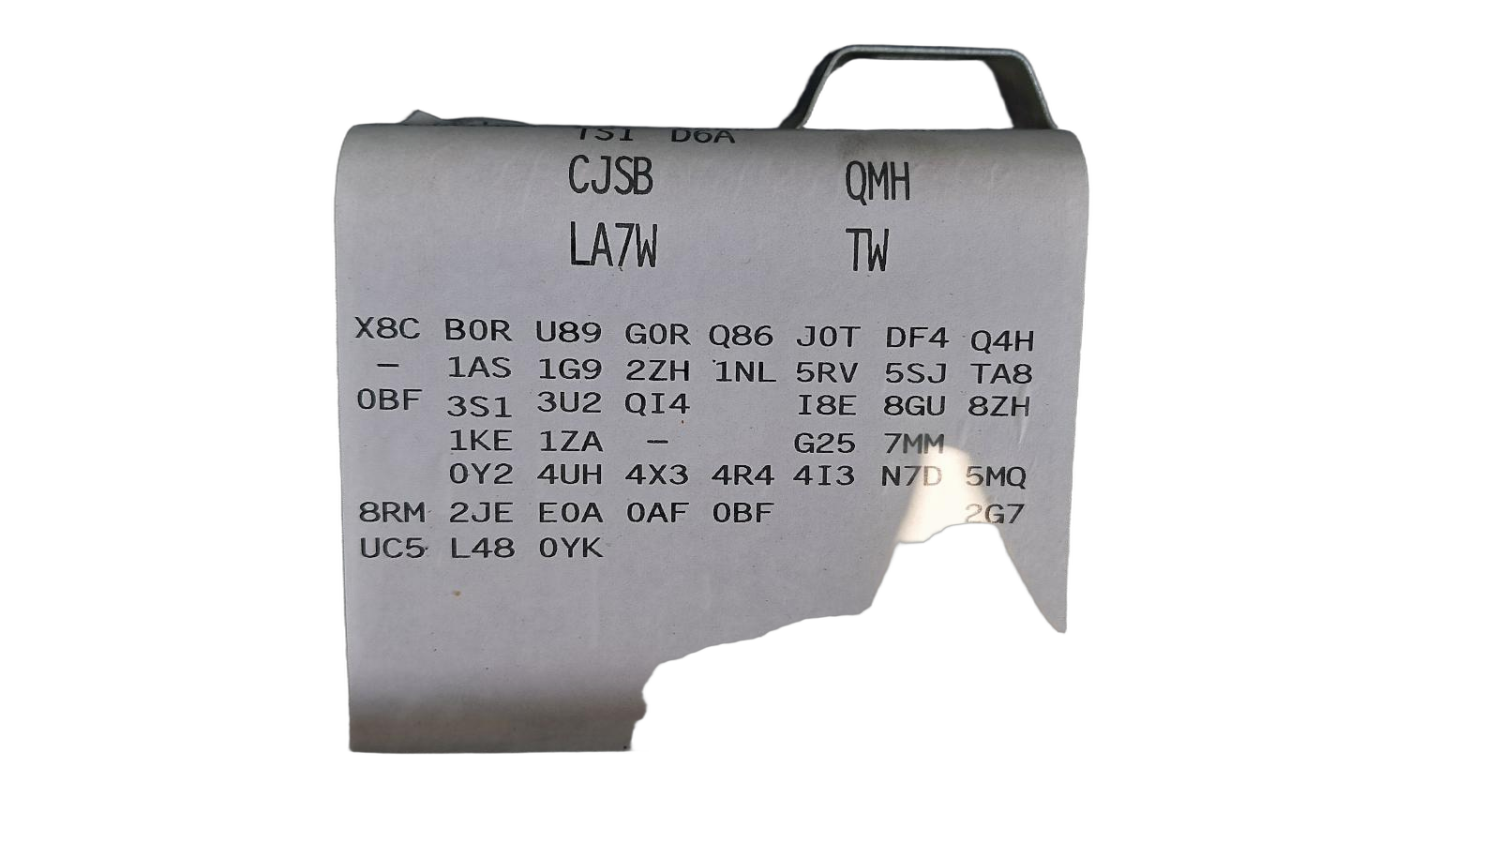 TS1 D6A
CJSB QMH
LA7W TW
X8C B0R U89 G0R Q86 J0T DF4 Q4H
– 1AS 1G9 2ZH 1NL 5RV 5SJ TA8
0BF 3S1 3U2 QI4 I8E 8GU 8ZH
1KE 1ZA – G25 7MM
0Y2 4UH 4X3 4R4 4I3 N7D 5MQ
8RM 2JE E0A 0AF 0BF 2G7
UC5 L48 0YK